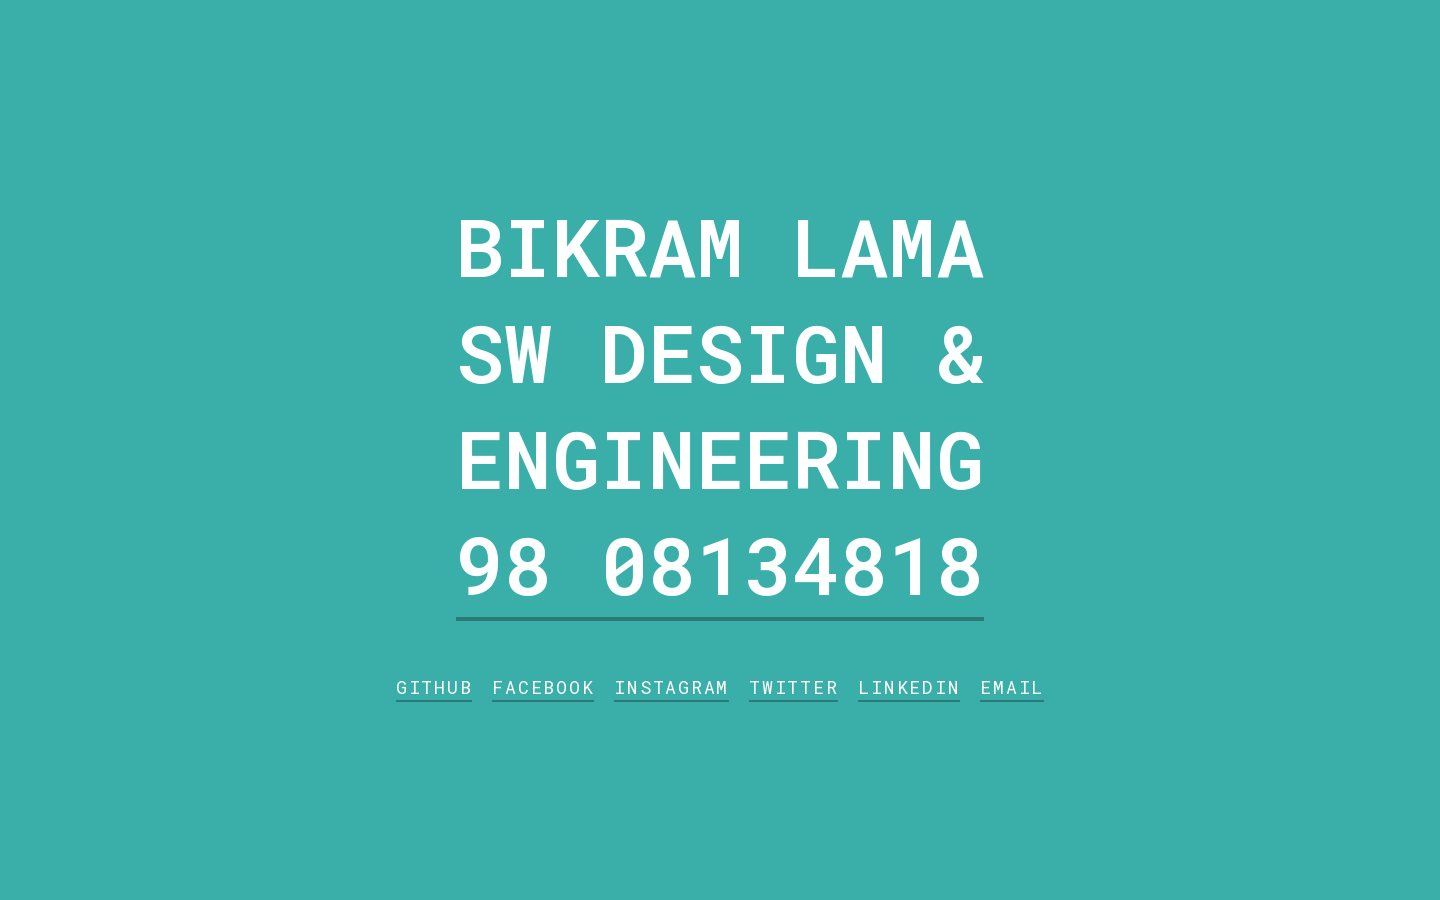 BIKRAM LAMA
SW DESIGN &
ENGINEERING
98 08134818
GITHUB FACEBOOK INSTAGRAM TWITTER LINKEDIN EMAIL